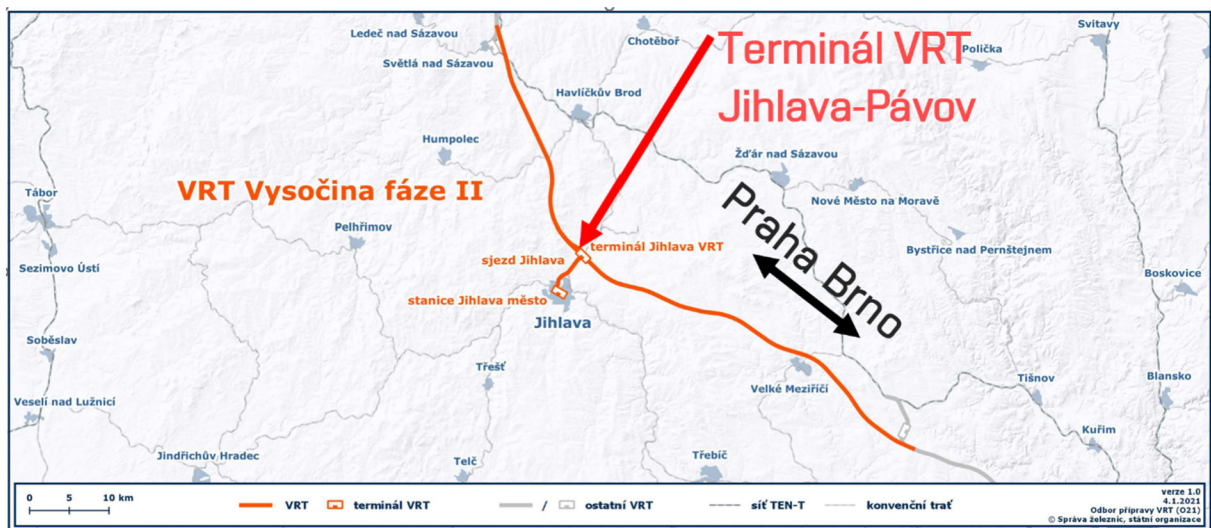 Ledeč nad Sázavou
Světlá nad Sázavou
Chotěboř
Terminál VRT
Jihlava-Pávov
Svitavy
Polička
Havlíčkův Brod
Humpolec
Žďár nad Sázavou
Nové Město na Moravě
VRT Vysočina fáze II
Tábor
Pelhřimov
Bystřice nad Pernštejnem
Praha Brno
terminál Jihlava VRT
sjezd Jihlava
Sezimovo Ústí
Boskovice
stanice Jihlava město
Jihlava
Soběslav
Třešť
Velké Meziříčí
Tišnov
Blansko
Veselí nad Lužnicí
Kuřim
Jindřichův Hradec
Telč
Třebíč
0 5 10 km
VRT
terminál VRT
/ ostatní VRT
síť TEN-T
konvenční trať
verze 1.0
4.1.2021
Odbor přípravy VRT (O21)
© Správa železnic, státní organizace